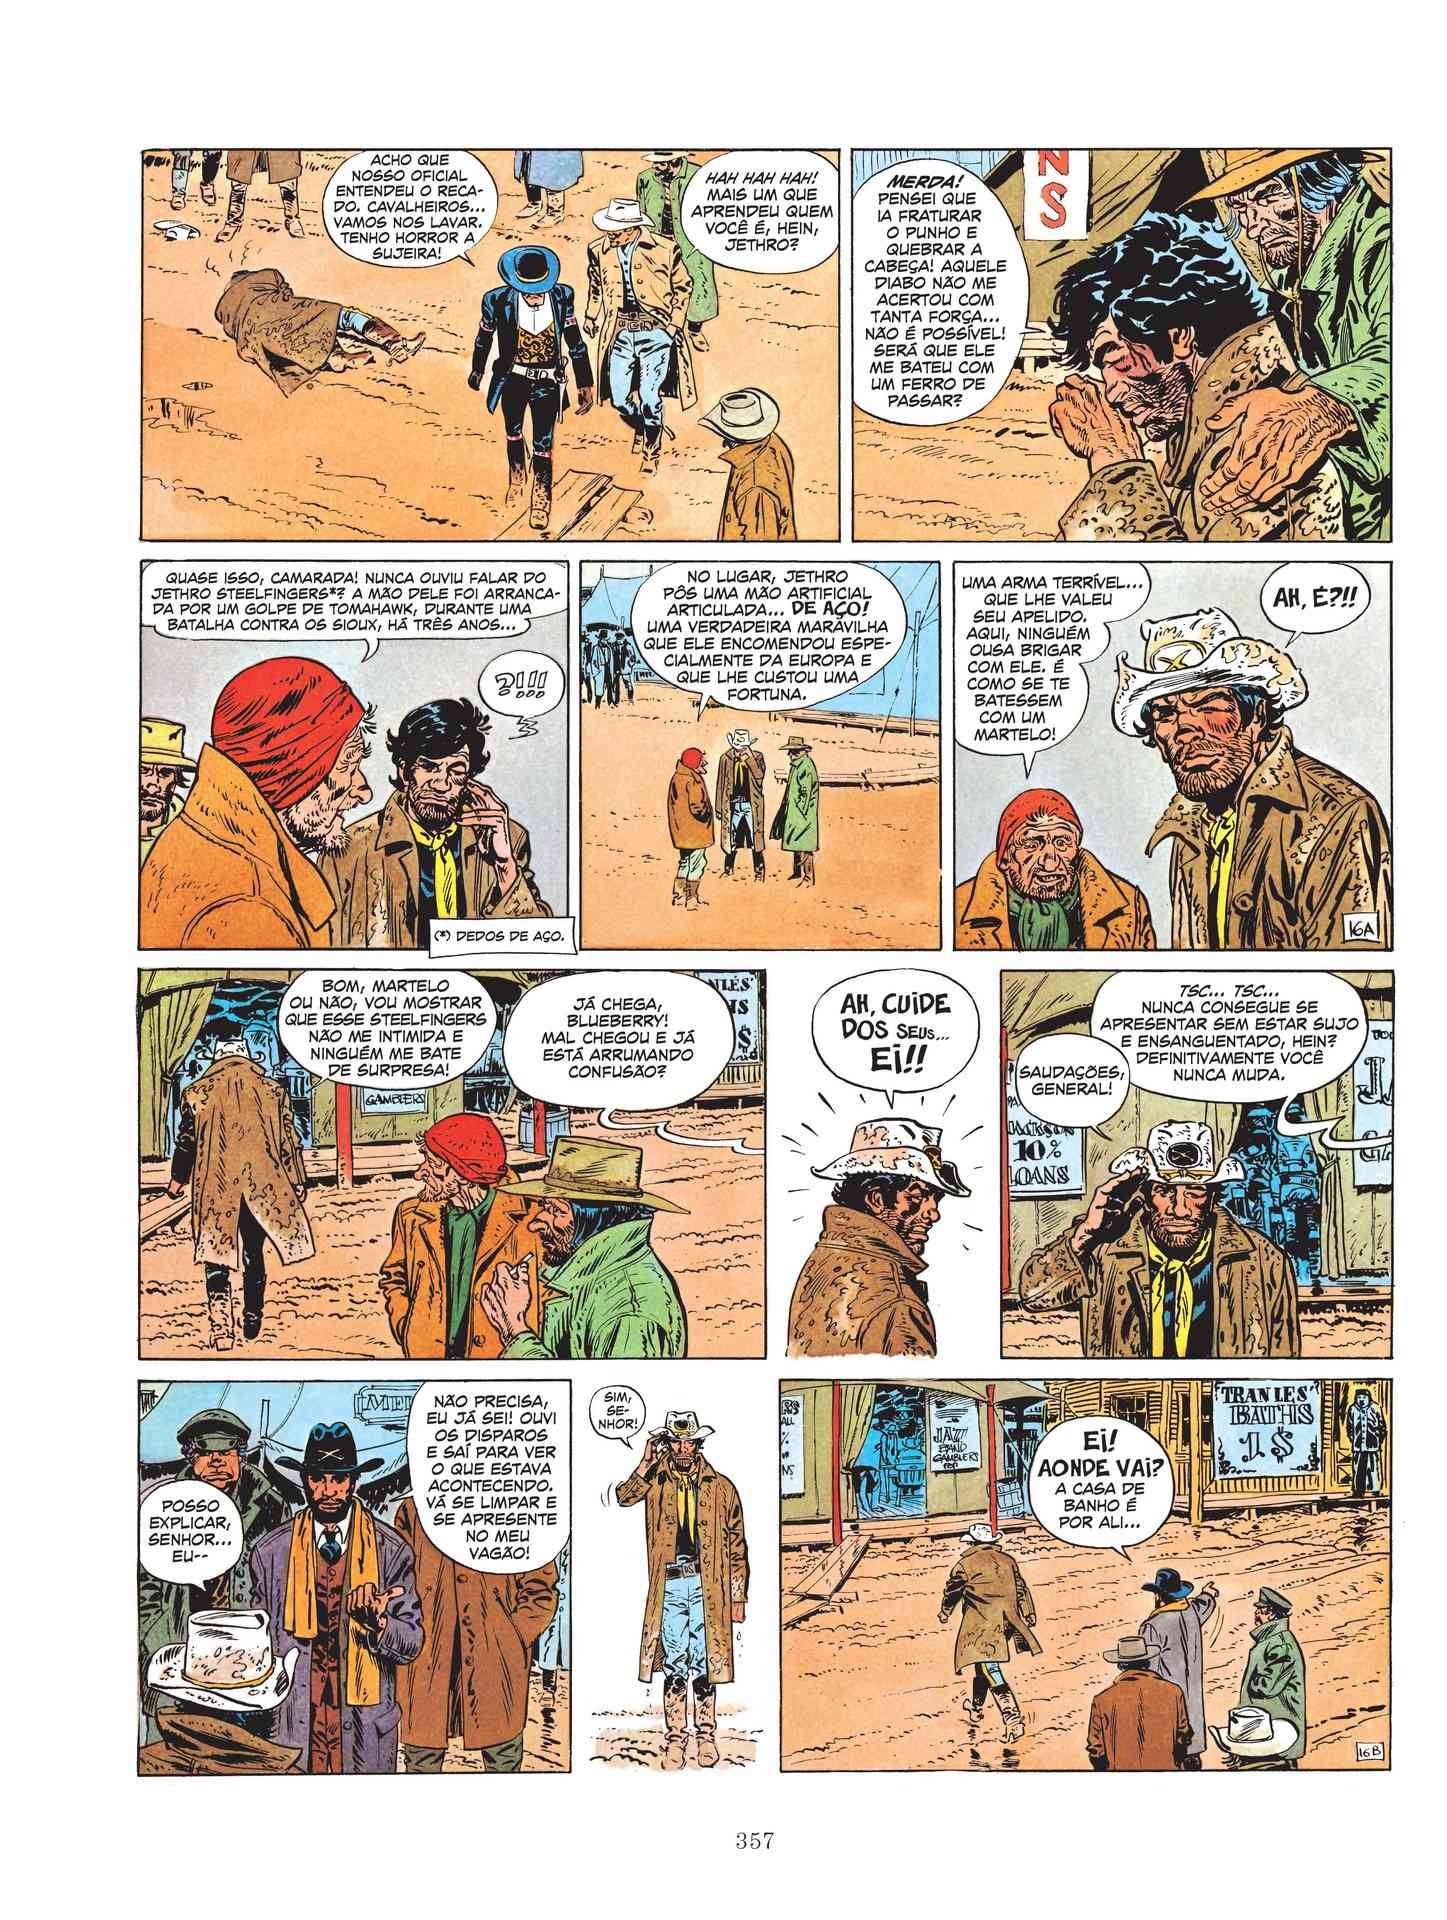 ACHO QUE
NOSSO OFICIAL
ENTENDEU O RECA-
DO. CAVALHEIROS...
VAMOS NOS LAVAR.
TENHO HORROR A
SUJEIRA!
HAH HAH HAH!
MAIS UM QUE
APRENDEU QUEM
VOCÊ É, HEIN,
JETHRO?
NS
MERDA!
PENSEI QUE
IA FRATURAR
O PUNHO E
QUEBRAR A
CABEÇA! AQUELE
DIABO NÃO ME
ACERTOU COM
TANTA FORÇA...
NÃO É POSSÍVEL!
SERÁ QUE ELE
ME BATEU COM
UM FERRO DE
PASSAR?
QUASE ISSO, CAMARADA! NUNCA OUVIU FALAR DO
JETHRO STEELFINGERS*? A MÃO DELE FOI ARRANCA-
DA POR UM GOLPE DE TOMAHAWK, DURANTE UMA
BATALHA CONTRA OS SIOUX, HÁ TRÊS ANOS...
?!!!...
(*) DEDOS DE AÇO.
NO LUGAR, JETHRO
PÔS UMA MÃO ARTIFICIAL
ARTICULADA... DE AÇO!
UMA VERDADEIRA MARAVILHA
QUE ELE ENCOMENDOU ESPE-
CIALMENTE DA EUROPA E
QUE LHE CUSTOU UMA
FORTUNA.
UMA ARMA TERRÍVEL...
QUE LHE VALEU
SEU APELIDO.
AQUI, NINGUÉM
OUSA BRIGAR
COM ELE. É
COMO SE TE
BATESSEM
COM UM
MARTELO!
AH, É?!!
16A
BOM, MARTELO
OU NÃO, VOU MOSTRAR
QUE ESSE STEELFINGERS
NÃO ME INTIMIDA E
NINGUÉM ME BATE
DE SURPRESA!
GAMBLERS
JÁ CHEGA,
BLUEBERRY!
MAL CHEGOU E JÁ
ESTÁ ARRUMANDO
CONFUSÃO?
NLÉS'
HS
$
AH, CUIDE
DOS SEUS...
EI!!
SAUDAÇÕES,
GENERAL!
TSC... TSC...
NUNCA CONSEGUE SE
APRESENTAR SEM ESTAR SUJO
E ENSANGUENTADO, HEIN?
DEFINITIVAMENTE VOCÊ
NUNCA MUDA.
10%
LOANS
POSSO
EXPLICAR,
SENHOR...
EU--
NÃO PRECISA,
EU JÁ SEI! OUVI
OS DISPAROS
E SAÍ PARA VER
O QUE ESTAVA
ACONTECENDO.
VÁ SE LIMPAR E
SE APRESENTE
NO MEU
VAGÃO!
SIM,
SE-
NHOR!
JAZ
BAND
GAMBLERS
TRAN LES'
BATHS
1 $
EI!
AONDE VAI?
A CASA DE
BANHO É
POR ALI...
16B
357